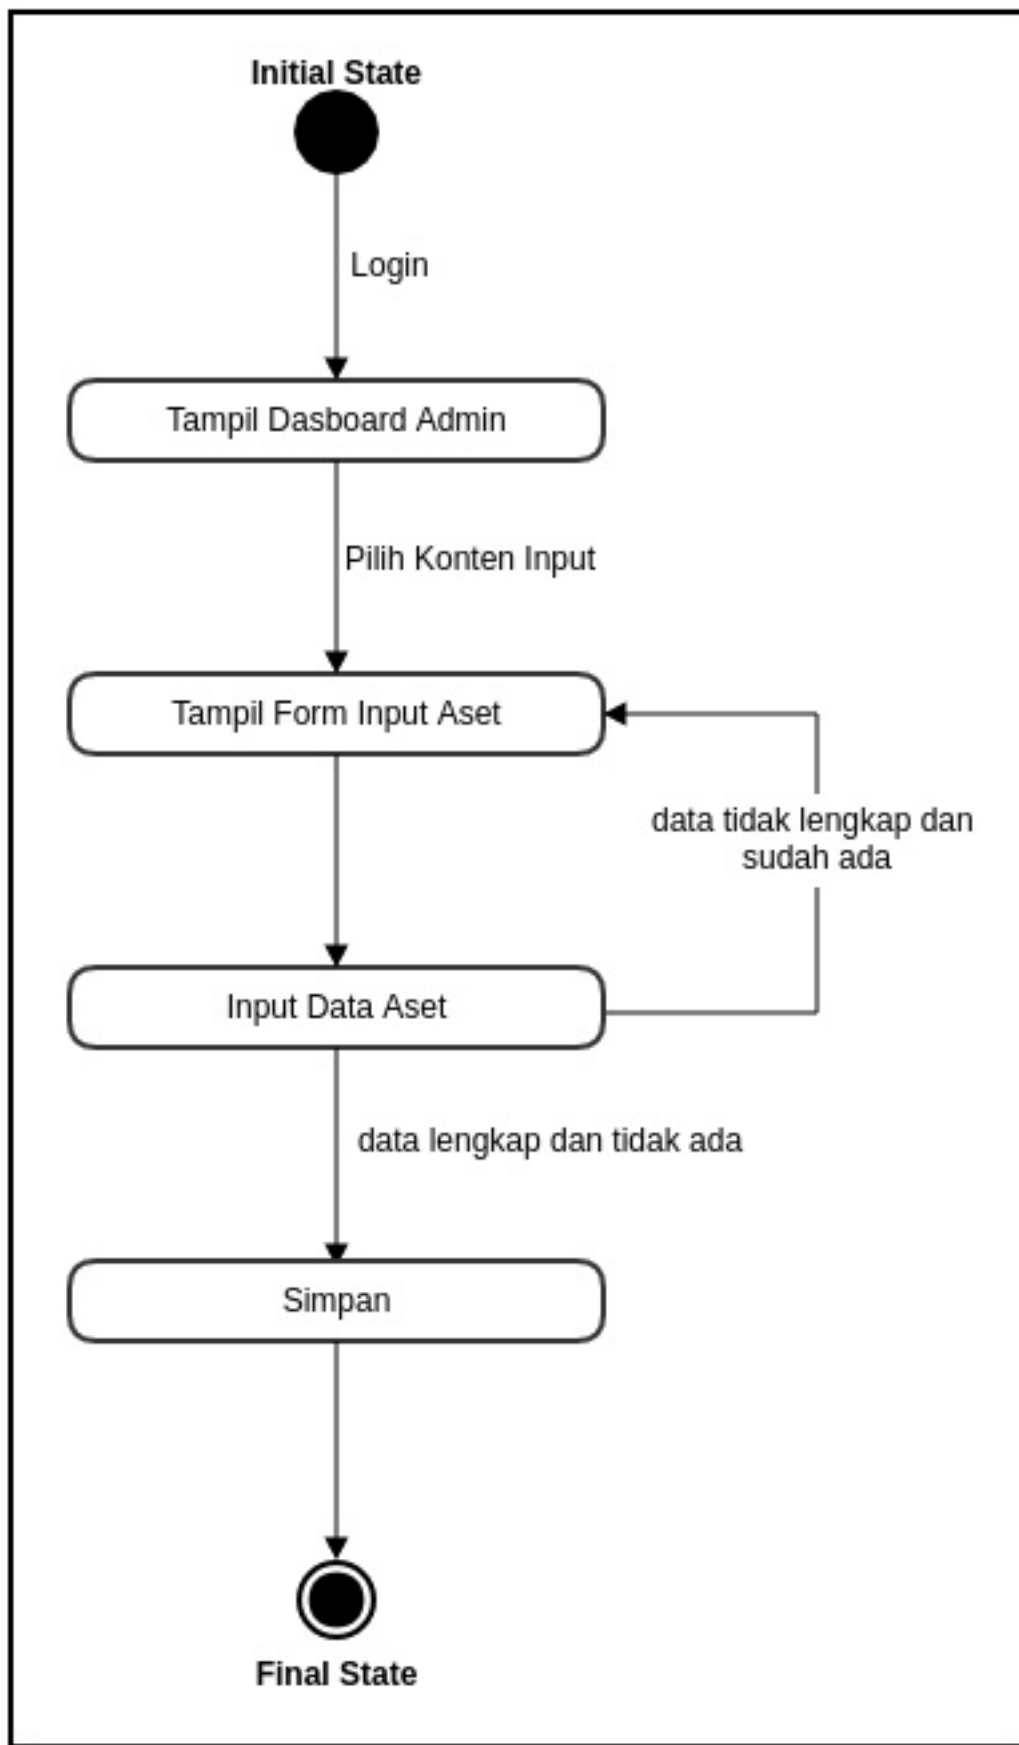 Initial State
Login
Tampil Dasboard Admin
Pilih Konten Input
Tampil Form Input Aset
data tidak lengkap dan
sudah ada
Input Data Aset
data lengkap dan tidak ada
Simpan
Final State